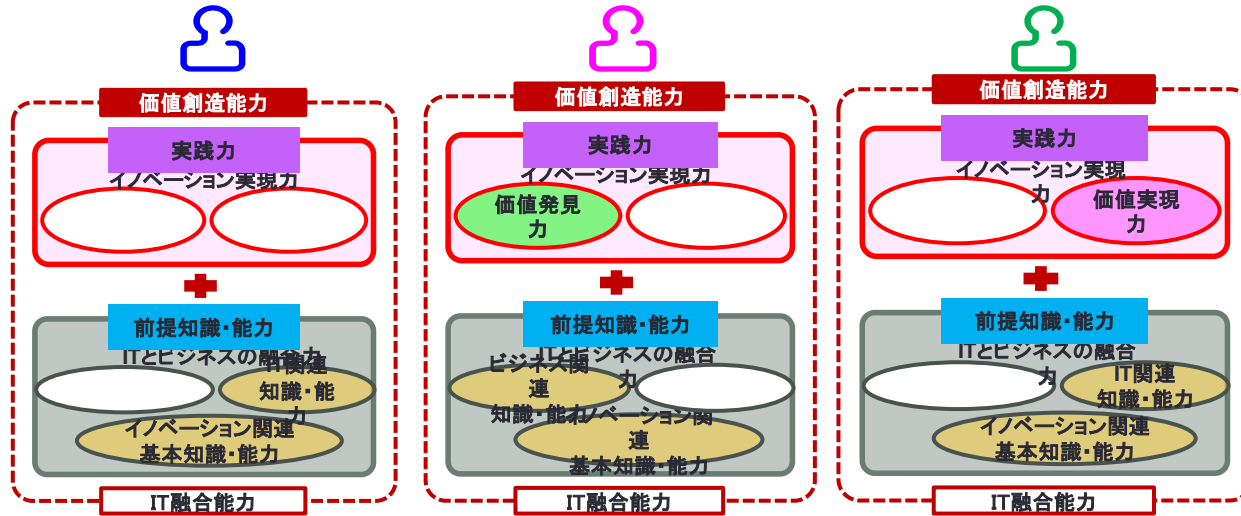 価値創造能力
実践力
イノベーション実現力
前提知識・能力
ITとビジネスの融合力
IT関連
知識・能
力
イノベーション関連
基本知識・能力
IT融合能力
価値創造能力
実践力
イノベーション実現力
価値発見
力
前提知識・能力
ITとビジネスの融合
力
ビジネス関
連
知識・能力
イノベーション関
連
基本知識・能力
IT融合能力
価値創造能力
実践力
イノベーション実現
力
価値実現
力
前提知識・能力
ITとビジネスの融合
力
IT関連
知識・能力
イノベーション関連
基本知識・能力
IT融合能力